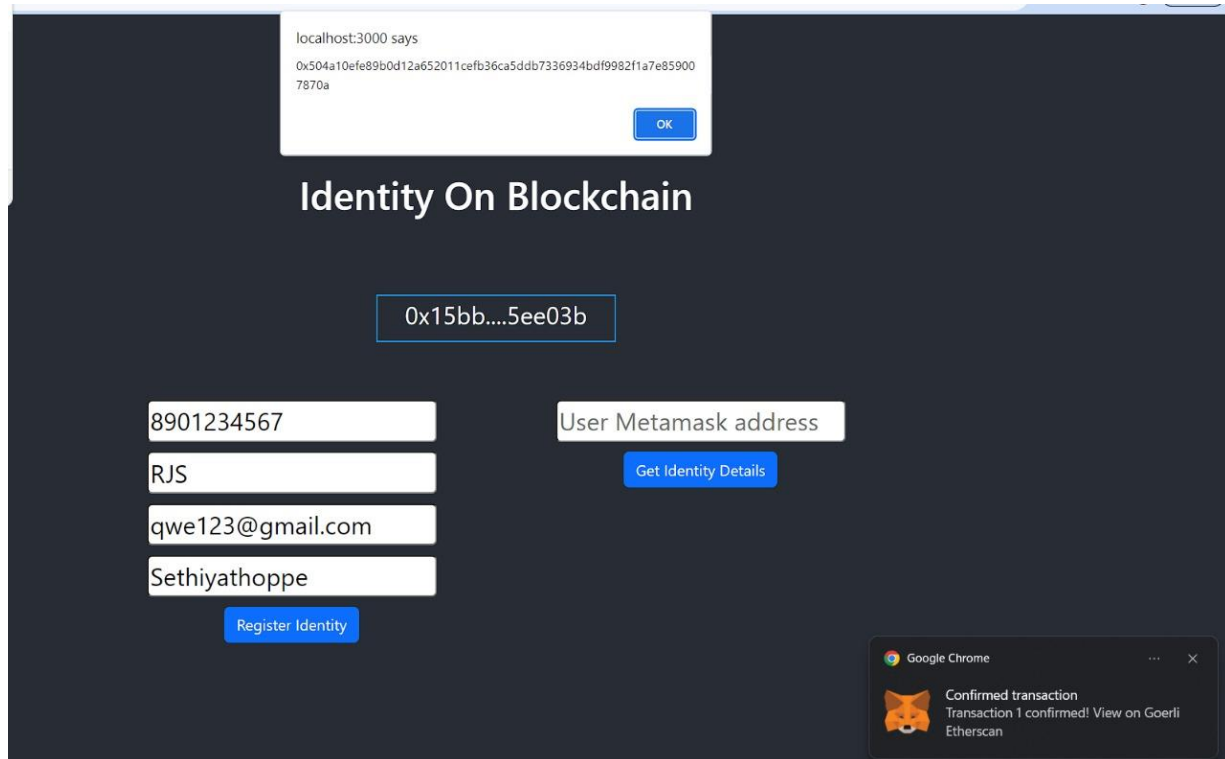 localhost:3000 says
0x504a10efe89b0d12a652011cefb36ca5ddb7336934bdf9982f1a7e85900
7870a
OK
Identity On Blockchain
0x15bb....5ee03b
8901234567
RJS
qwe123@gmail.com
Sethiyathoppe
Register Identity
User Metamask address
Get Identity Details
Google Chrome
Confirmed transaction
Transaction 1 confirmed! View on Goerli
Etherscan